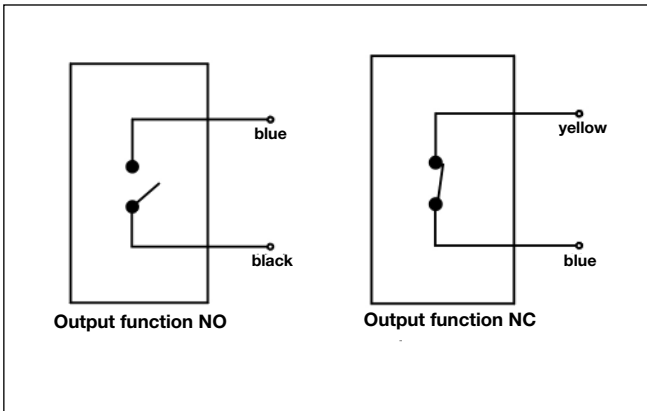 blue
black
Output function NO
yellow
blue
Output function NC